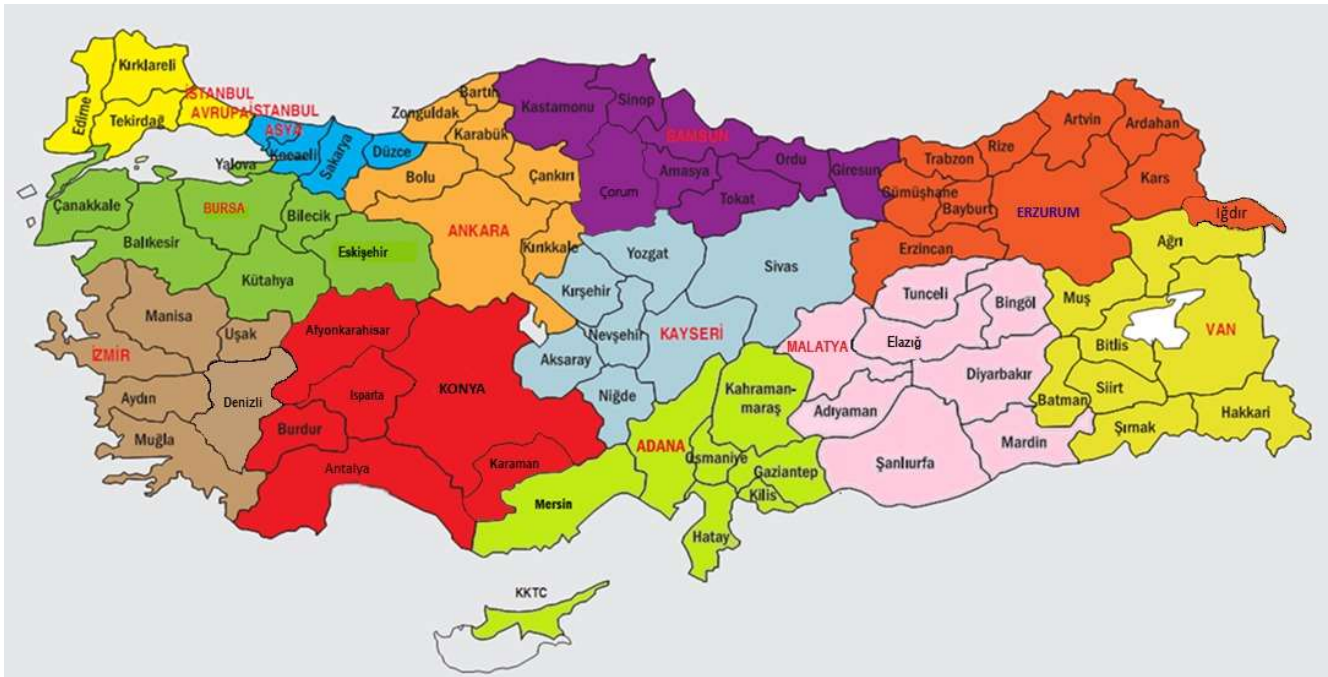 Kırklareli
Edirne
Tekirdağ
İSTANBUL
AVRUPA
İSTANBUL
ASYA
Kocaeli
Sakarya
Düzce
Yalova
Zonguldak
Bartın
Karabük
Bolu
Çankırı
ANKARA
Kırıkkale
Kastamonu
Sinop
SAMSUN
Çorum
Amasya
Ordu
Tokat
Giresun
Trabzon
Rize
Artvin
Ardahan
Gümüşhane
Bayburt
ERZURUM
Kars
Iğdır
Erzincan
Çanakkale
BURSA
Bilecik
Balıkesir
Eskişehir
Kütahya
Yozgat
Sivas
Kırşehir
Nevşehir
KAYSERİ
Aksaray
Niğde
Tunceli
Bingöl
MALATYA
Elazığ
Diyarbakır
Adıyaman
Şanlıurfa
Mardin
Ağrı
Muş
VAN
Bitlis
Siirt
Batman
Şırnak
Hakkari
Manisa
Uşak
İZMİR
Aydın
Denizli
Muğla
Afyonkarahisar
KONYA
Isparta
Burdur
Antalya
Karaman
Mersin
ADANA
Kahraman-
maraş
Osmaniye
Gaziantep
Kilis
Hatay
KKTC